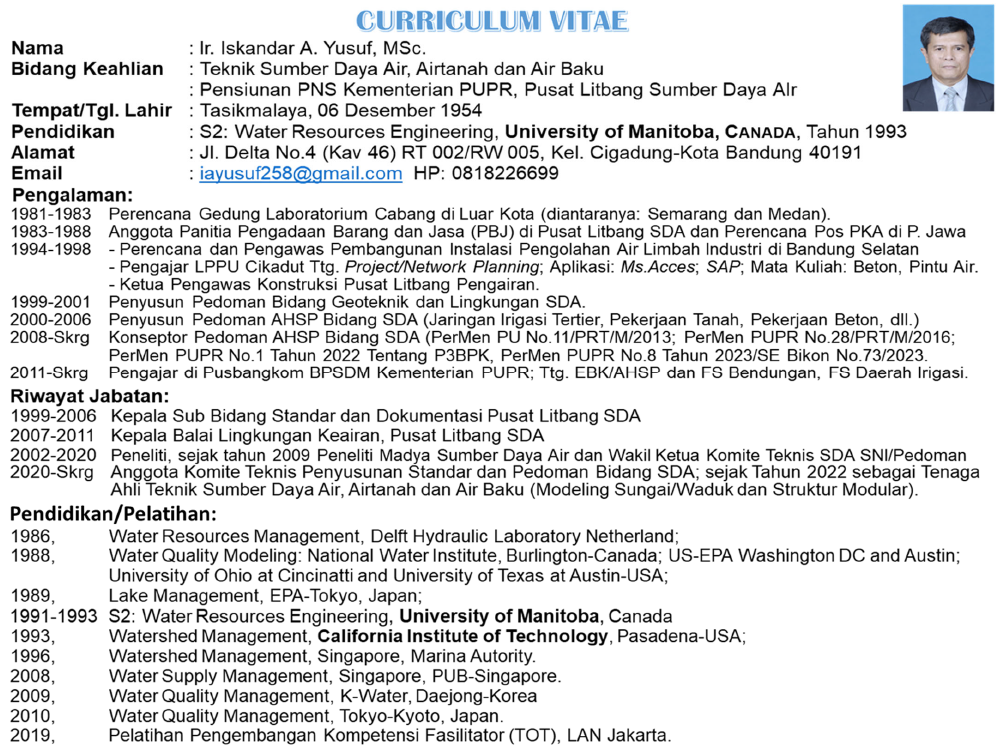 CURRICULUM VITAE
Nama : Ir. Iskandar A. Yusuf, MSc.
Bidang Keahlian : Teknik Sumber Daya Air, Airtanah dan Air Baku
: Pensiunan PNS Kementerian PUPR, Pusat Litbang Sumber Daya AIr
Tempat/Tgl. Lahir : Tasikmalaya, 06 Desember 1954
Pendidikan : S2: Water Resources Engineering, University of Manitoba, CANADA, Tahun 1993
Alamat : Jl. Delta No.4 (Kav 46) RT 002/RW 005, Kel. Cigadung-Kota Bandung 40191
Email : iayusuf258@gmail.com HP: 0818226699
Pengalaman:
1981-1983 Perencana Gedung Laboratorium Cabang di Luar Kota (diantaranya: Semarang dan Medan).
1983-1988 Anggota Panitia Pengadaan Barang dan Jasa (PBJ) di Pusat Litbang SDA dan Perencana Pos PKA di P. Jawa
1994-1998 - Perencana dan Pengawas Pembangunan Instalasi Pengolahan Air Limbah Industri di Bandung Selatan
- Pengajar LPPU Cikadut Ttg. Project/Network Planning; Aplikasi: Ms.Acces; SAP; Mata Kuliah: Beton, Pintu Air.
- Ketua Pengawas Konstruksi Pusat Litbang Pengairan.
1999-2001 Penyusun Pedoman Bidang Geoteknik dan Lingkungan SDA.
2000-2006 Penyusun Pedoman AHSP Bidang SDA (Jaringan Irigasi Tertier, Pekerjaan Tanah, Pekerjaan Beton, dll.)
2008-Skrg Konseptor Pedoman AHSP Bidang SDA (PerMen PU No.11/PRT/M/2013; PerMen PUPR No.28/PRT/M/2016;
PerMen PUPR No.1 Tahun 2022 Tentang P3BPK, PerMen PUPR No.8 Tahun 2023/SE Bikon No.73/2023.
2011-Skrg Pengajar di Pusbangkom BPSDM Kementerian PUPR; Ttg. EBK/AHSP dan FS Bendungan, FS Daerah Irigasi.
Riwayat Jabatan:
1999-2006 Kepala Sub Bidang Standar dan Dokumentasi Pusat Litbang SDA
2007-2011 Kepala Balai Lingkungan Keairan, Pusat Litbang SDA
2002-2020 Peneliti, sejak tahun 2009 Peneliti Madya Sumber Daya Air dan Wakil Ketua Komite Teknis SDA SNI/Pedoman
2020-Skrg Anggota Komite Teknis Penyusunan Standar dan Pedoman Bidang SDA; sejak Tahun 2022 sebagai Tenaga
Ahli Teknik Sumber Daya Air, Airtanah dan Air Baku (Modeling Sungai/Waduk dan Struktur Modular).
Pendidikan/Pelatihan:
1986, Water Resources Management, Delft Hydraulic Laboratory Netherland;
1988, Water Quality Modeling: National Water Institute, Burlington-Canada; US-EPA Washington DC and Austin;
University of Ohio at Cincinatti and University of Texas at Austin-USA;
1989, Lake Management, EPA-Tokyo, Japan;
1991-1993 S2: Water Resources Engineering, University of Manitoba, Canada
1993, Watershed Management, California Institute of Technology, Pasadena-USA;
1996, Watershed Management, Singapore, Marina Autority.
2008, Water Supply Management, Singapore, PUB-Singapore.
2009, Water Quality Management, K-Water, Daejong-Korea
2010, Water Quality Management, Tokyo-Kyoto, Japan.
2019, Pelatihan Pengembangan Kompetensi Fasilitator (TOT), LAN Jakarta.